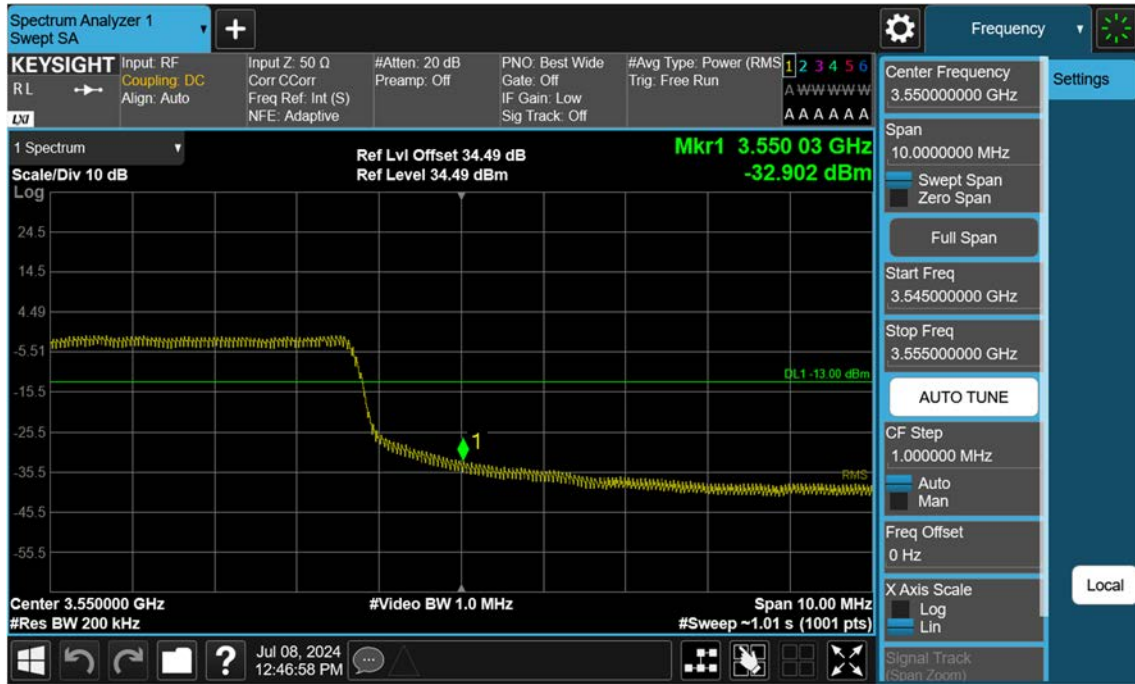 Spectrum Analyzer 1
Swept SA
Frequency
KEYSIGHT
R L
LXI
Input: RF
Coupling: DC
Align: Auto
Input Z: 50 Ω
Corr CCorr
Freq Ref: Int (S)
NFE: Adaptive
#Atten: 20 dB
Preamp: Off
PNO: Best Wide
Gate: Off
IF Gain: Low
Sig Track: Off
#Avg Type: Power (RMS
Trig: Free Run
1 2 3 4 5 6
A W W W W W
A A A A A A
1 Spectrum
Scale/Div 10 dB
Log
Ref Lvl Offset 34.49 dB
Ref Level 34.49 dBm
Mkr1 3.550 03 GHz
-32.902 dBm
24.5
14.5
4.49
-5.51
DL1 -13.00 dBm
-15.5
-25.5
1
-35.5
RMS
-45.5
-55.5
Center 3.550000 GHz
#Res BW 200 kHz
#Video BW 1.0 MHz
Span 10.00 MHz
#Sweep ~1.01 s (1001 pts)
Center Frequency
3.550000000 GHz
Settings
Span
10.0000000 MHz
Swept Span
Zero Span
Full Span
Start Freq
3.545000000 GHz
Stop Freq
3.555000000 GHz
AUTO TUNE
CF Step
1.000000 MHz
Auto
Man
Freq Offset
0 Hz
X Axis Scale
Log
Lin
Local
Signal Track
(Span Zoom)
?
Jul 08, 2024
12:46:58 PM